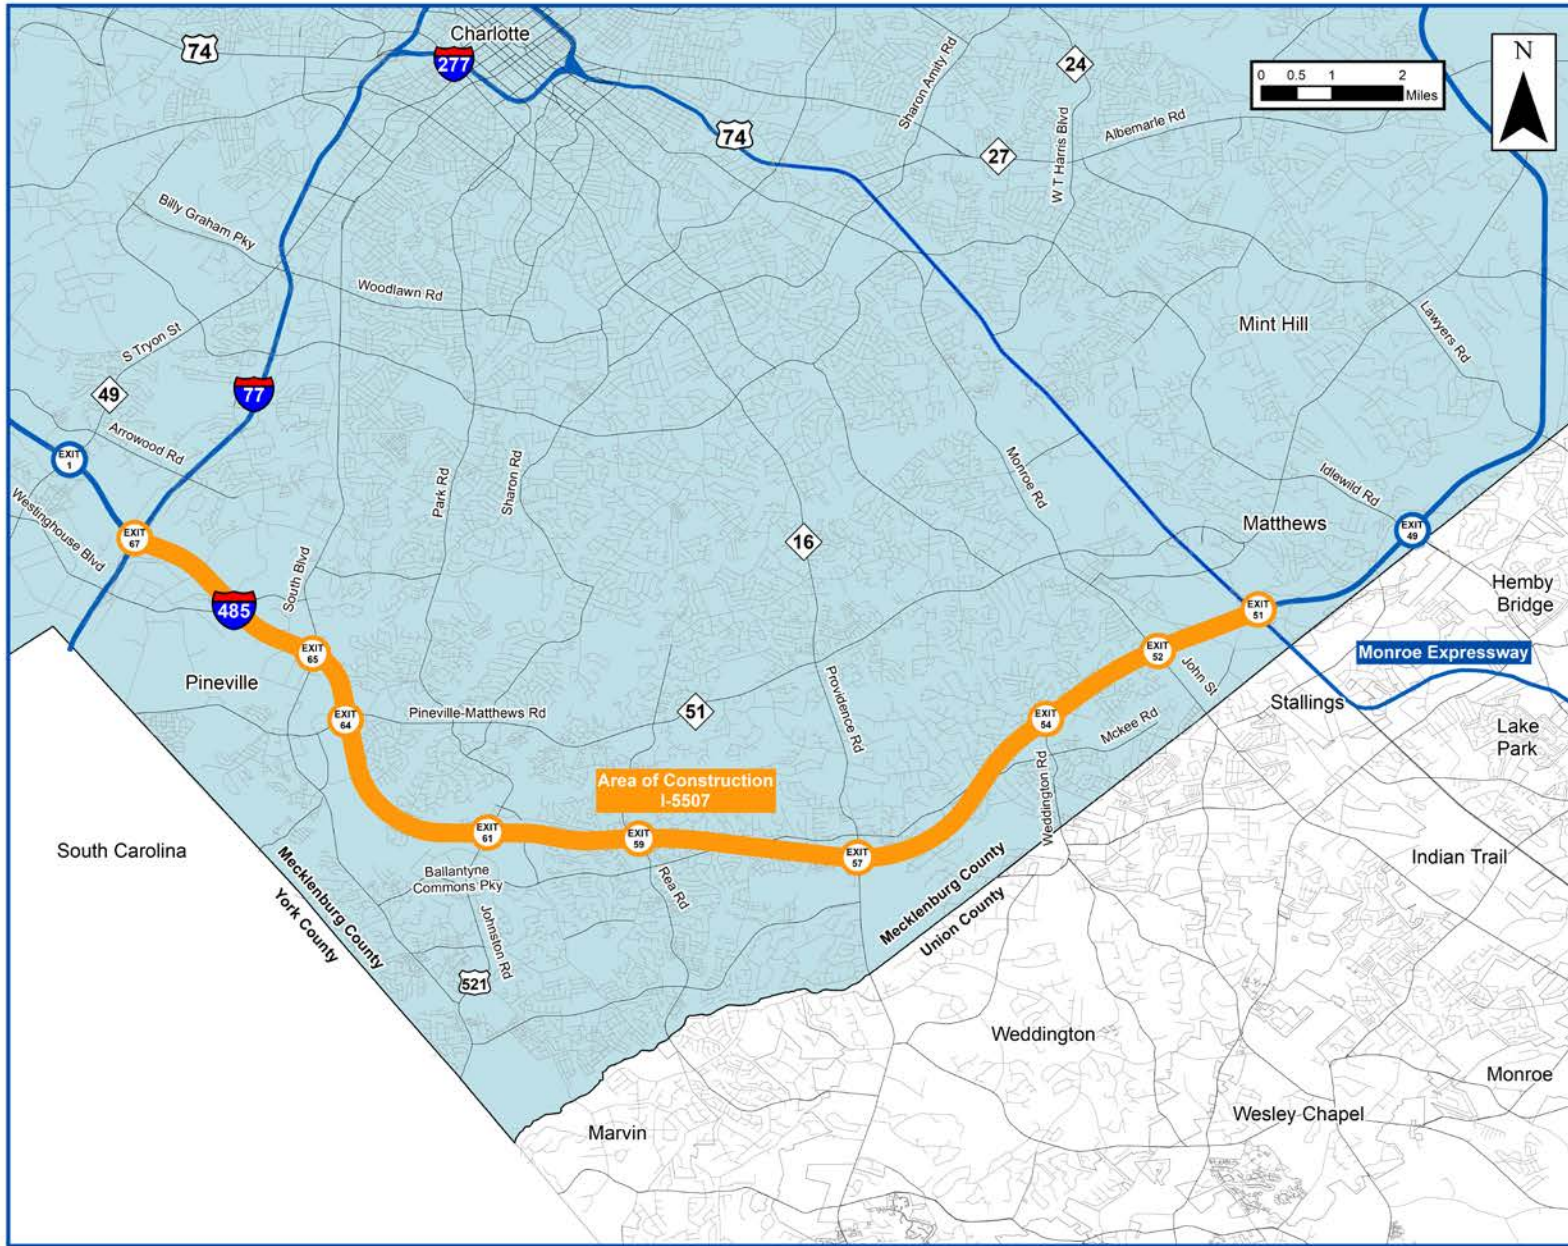 Charlotte
74
277
24
0 0.5 1 2
Miles
N
Sharon Amity Rd
74
W T Harris Blvd
Albemarle Rd
27
Billy Graham Pky
Woodlawn Rd
Mint Hill
Lawyers Rd
S Tryon St
49
77
Arrowood Rd
EXIT
1
Park Rd
Sharon Rd
Monroe Rd
Idlewild Rd
Westinghouse Blvd
EXIT
67
16
Matthews
EXIT
49
South Blvd
485
Hemby
Bridge
EXIT
51
EXIT
65
EXIT
52
John St
Monroe Expressway
Pineville
Stallings
EXIT
64
Pineville-Matthews Rd
51
Providence Rd
EXIT
54
Mckee Rd
Lake
Park
Area of Construction
I-5507
Weddington Rd
EXIT
61
EXIT
59
EXIT
57
South Carolina
Mecklenburg County
York County
Ballantyne
Commons Pky
Rea Rd
Mecklenburg County
Union County
Indian Trail
Johnston Rd
521
Weddington
Monroe
Marvin
Wesley Chapel